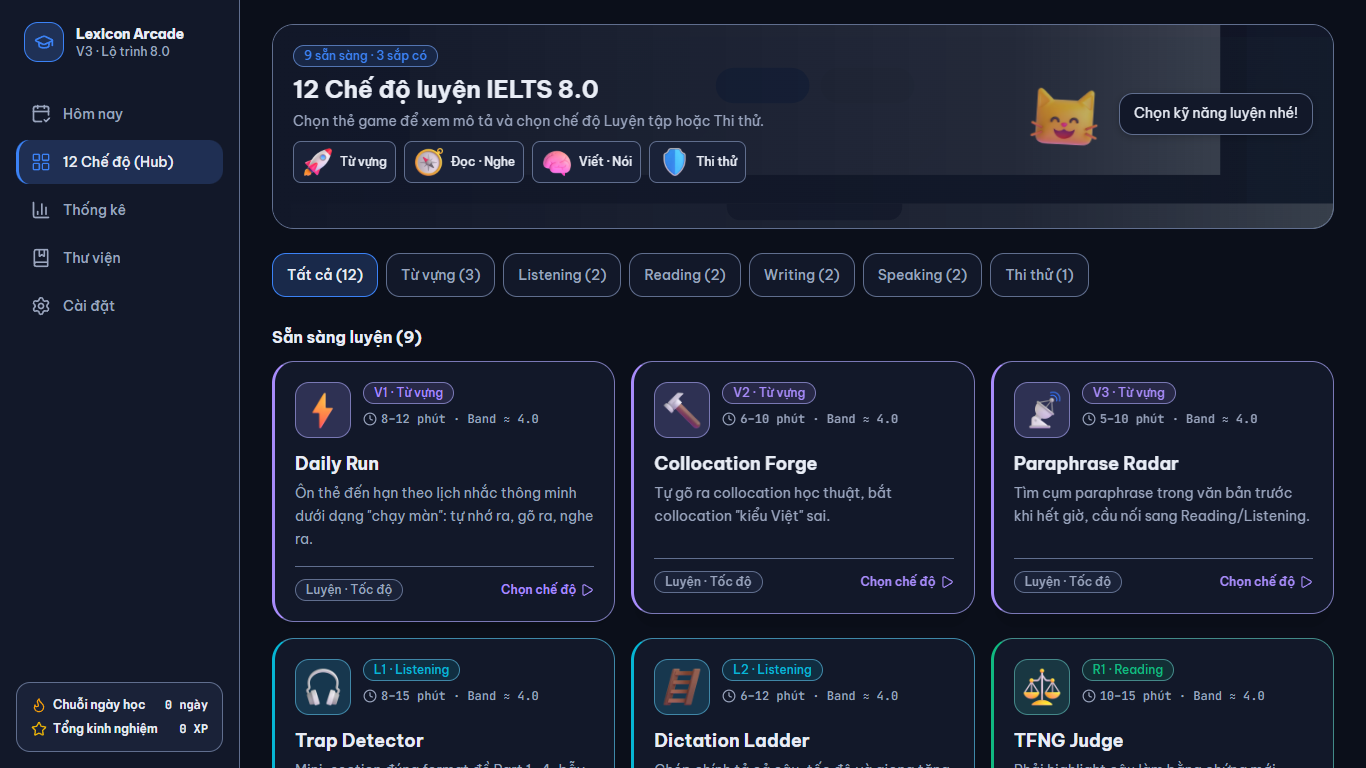 Lexicon Arcade
V3 · Lộ trình 8.0
Hôm nay
12 Chế độ (Hub)
Thống kê
Thư viện
Cài đặt
Chuỗi ngày học 0 ngày
Tổng kinh nghiệm 0 XP
9 sẵn sàng · 3 sắp có
12 Chế độ luyện IELTS 8.0
Chọn thẻ game để xem mô tả và chọn chế độ Luyện tập hoặc Thi thử.
Từ vựng
Đọc · Nghe
Viết · Nói
Thi thử
Chọn kỹ năng luyện nhé!
Tất cả (12)
Từ vựng (3)
Listening (2)
Reading (2)
Writing (2)
Speaking (2)
Thi thử (1)
Sẵn sàng luyện (9)
V1 · Từ vựng
8–12 phút · Band ≈ 4.0
Daily Run
Ôn thẻ đến hạn theo lịch nhắc thông minh
dưới dạng "chạy màn": tự nhớ ra, gõ ra, nghe
ra.
Luyện · Tốc độ
Chọn chế độ
V2 · Từ vựng
6–10 phút · Band ≈ 4.0
Collocation Forge
Tự gõ ra collocation học thuật, bắt
collocation "kiểu Việt" sai.
Luyện · Tốc độ
Chọn chế độ
V3 · Từ vựng
5–10 phút · Band ≈ 4.0
Paraphrase Radar
Tìm cụm paraphrase trong văn bản trước
khi hết giờ, cầu nối sang Reading/Listening.
Luyện · Tốc độ
Chọn chế độ
L1 · Listening
8–15 phút · Band ≈ 4.0
Trap Detector
L2 · Listening
6–12 phút · Band ≈ 4.0
Dictation Ladder
R1 · Reading
10–15 phút · Band ≈ 4.0
TFNG Judge